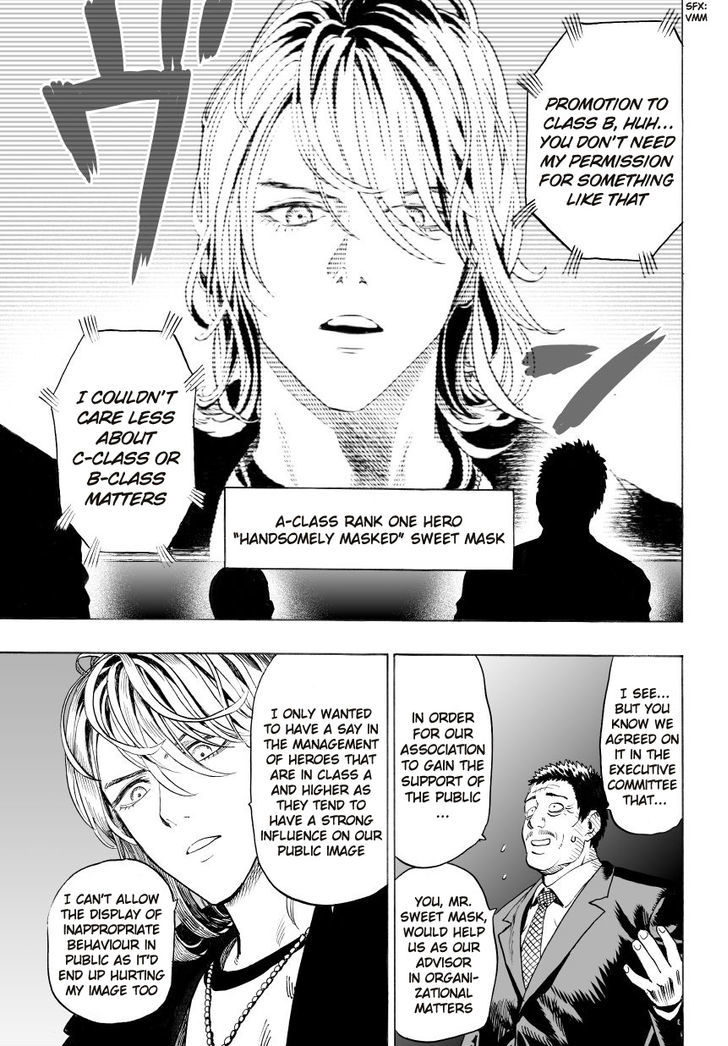 SFX:
VMM
ヴ
ン
PROMOTION TO
CLASS B, HUH...
YOU DON'T NEED
MY PERMISSION
FOR SOMETHING
LIKE THAT
I COULDN'T
CARE LESS
ABOUT
C-CLASS OR
B-CLASS
MATTERS
A-CLASS RANK ONE HERO
"HANDSOMELY MASKED" SWEET MASK
I SEE...
BUT YOU
KNOW WE
AGREED ON
IT IN THE
EXECUTIVE
COMMITTEE
THAT...
IN ORDER
FOR OUR
ASSOCIATION
TO GAIN THE
SUPPORT OF
THE PUBLIC
...
YOU, MR.
SWEET MASK,
WOULD HELP
US AS OUR
ADVISOR
IN ORGANI-
ZATIONAL
MATTERS
I ONLY WANTED
TO HAVE A SAY IN
THE MANAGEMENT
OF HEROES THAT
ARE IN CLASS A
AND HIGHER AS
THEY TEND TO
HAVE A STRONG
INFLUENCE ON OUR
PUBLIC IMAGE
I CAN'T ALLOW
THE DISPLAY OF
INAPPROPRIATE
BEHAVIOUR IN
PUBLIC AS IT'D
END UP HURTING
MY IMAGE TOO